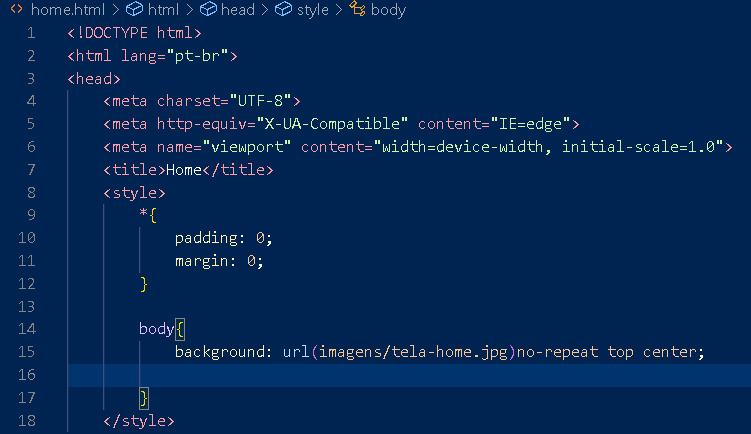 home.html > html > head > style > body
1 <!DOCTYPE html>
2 <html lang="pt-br">
3 <head>
4 <meta charset="UTF-8">
5 <meta http-equiv="X-UA-Compatible" content="IE=edge">
6 <meta name="viewport" content="width=device-width, initial-scale=1.0">
7 <title>Home</title>
8 <style>
9 *{
10 padding: 0;
11 margin: 0;
12 }
13
14 body{
15 background: url(imagens/tela-home.jpg)no-repeat top center;
16
17 }
18 </style>